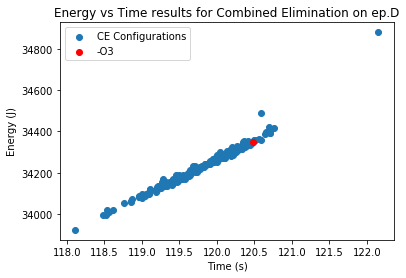 Energy vs Time results for Combined Elimination on ep.D
CE Configurations
-O3
34800
34600
34400
34200
34000
Energy (J)
118.0 118.5 119.0 119.5 120.0 120.5 121.0 121.5 122.0
Time (s)